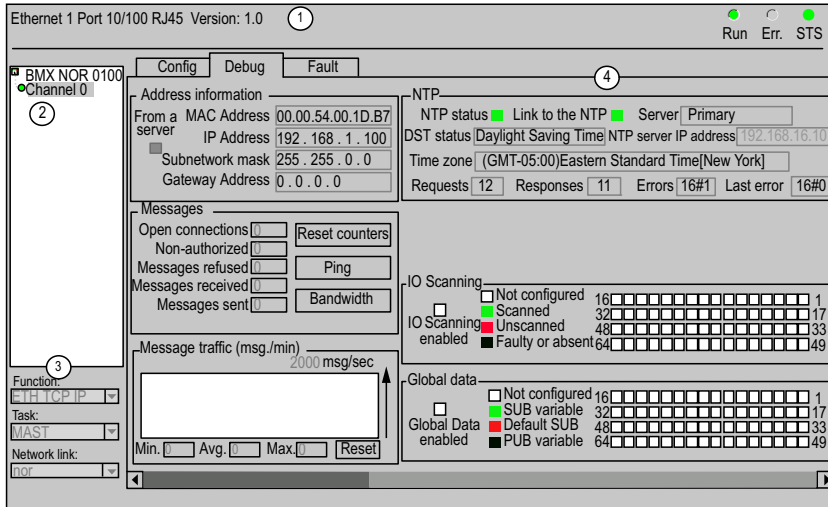 Ethernet 1 Port 10/100 RJ45 Version: 1.0
1
Run Err. STS
BMX NOR 0100
Channel 0
2
3
Function:
ETH TCP IP
Task:
MAST
Network link:
nor
Config Debug Fault
4
Address information
From a server
MAC Address 00.00.54.00.1D.B7
IP Address 192 . 168 . 1 . 100
Subnetwork mask 255 . 255 . 0 . 0
Gateway Address 0 . 0 . 0 . 0
Messages
Open connections 0
Non-authorized 0
Messages refused 0
Messages received 0
Messages sent 0
Reset counters
Ping
Bandwidth
Message traffic (msg./min)
2000 msg/sec
Min. 0 Avg. 0 Max. 0 Reset
NTP
NTP status Link to the NTP Server Primary
DST status Daylight Saving Time NTP server IP address 192.168.16.10
Time zone (GMT-05:00)Eastern Standard Time[New York]
Requests 12 Responses 11 Errors 16#1 Last error 16#0
IO Scanning
IO Scanning enabled
Not configured
Scanned
Unscanned
Faulty or absent
16 1
32 17
48 33
64 49
Global data
Global Data enabled
Not configured
SUB variable
Default SUB
PUB variable
16 1
32 17
48 33
64 49